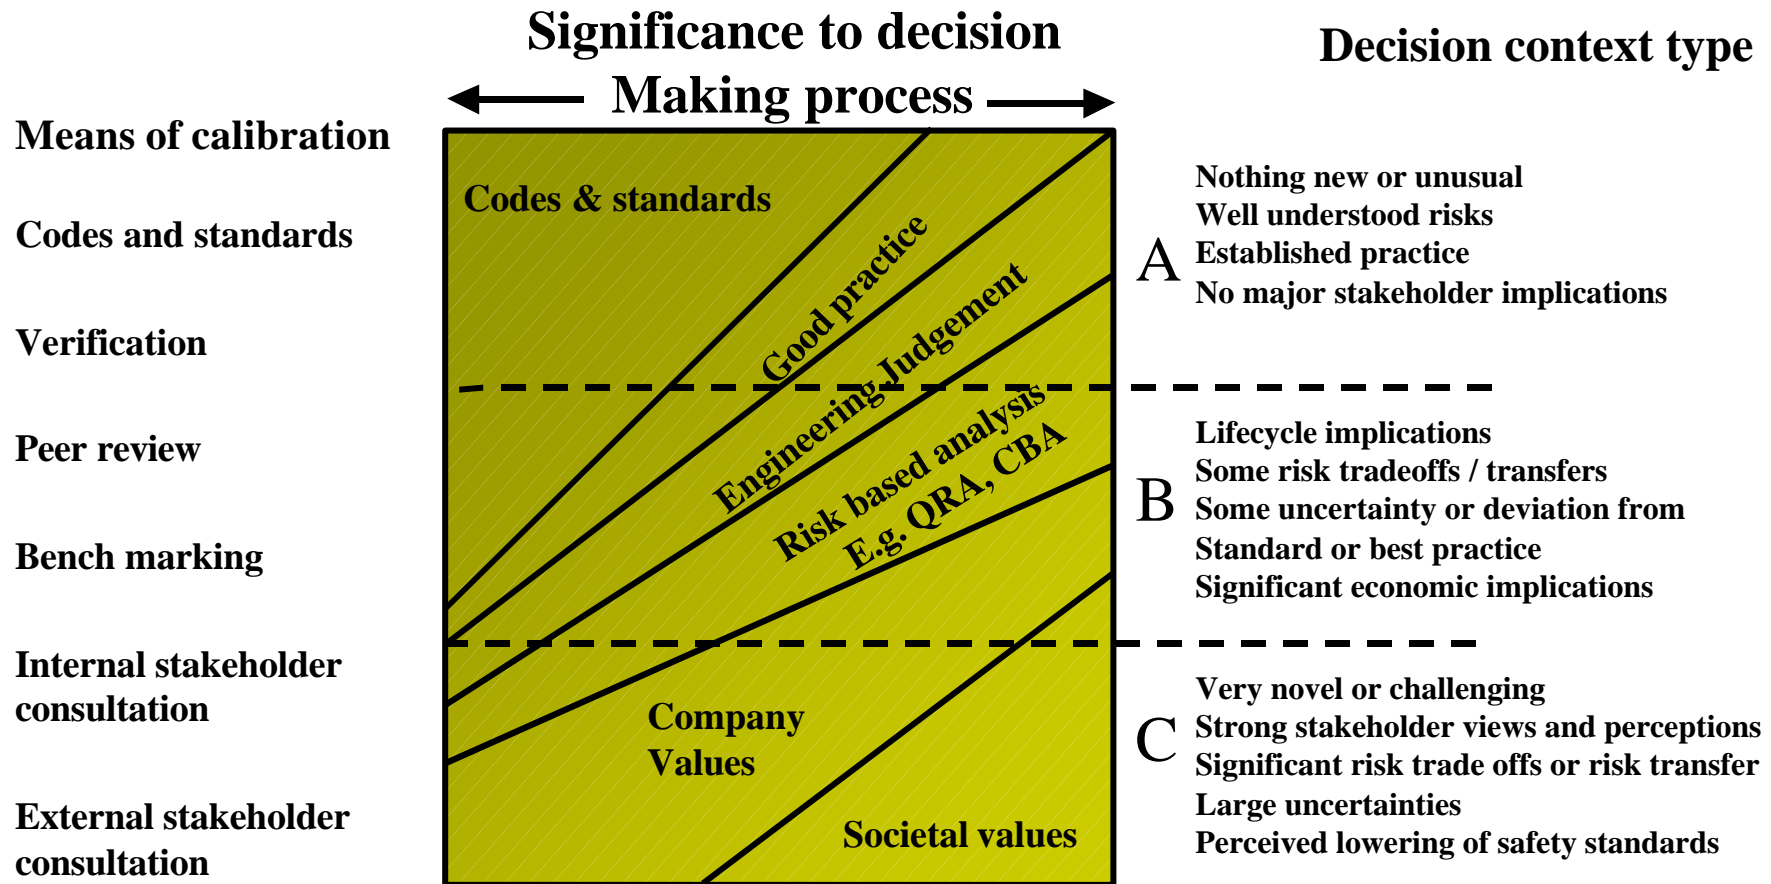 Significance to decision
Making process
Decision context type
Means of calibration
Codes and standards
Verification
Peer review
Bench marking
Internal stakeholder
consultation
External stakeholder
consultation
Codes & standards
Good practice
Engineering Judgement
Risk based analysis
E.g. QRA, CBA
Company
Values
Societal values
A
Nothing new or unusual
Well understood risks
Established practice
No major stakeholder implications
B
Lifecycle implications
Some risk tradeoffs / transfers
Some uncertainty or deviation from
Standard or best practice
Significant economic implications
C
Very novel or challenging
Strong stakeholder views and perceptions
Significant risk trade offs or risk transfer
Large uncertainties
Perceived lowering of safety standards